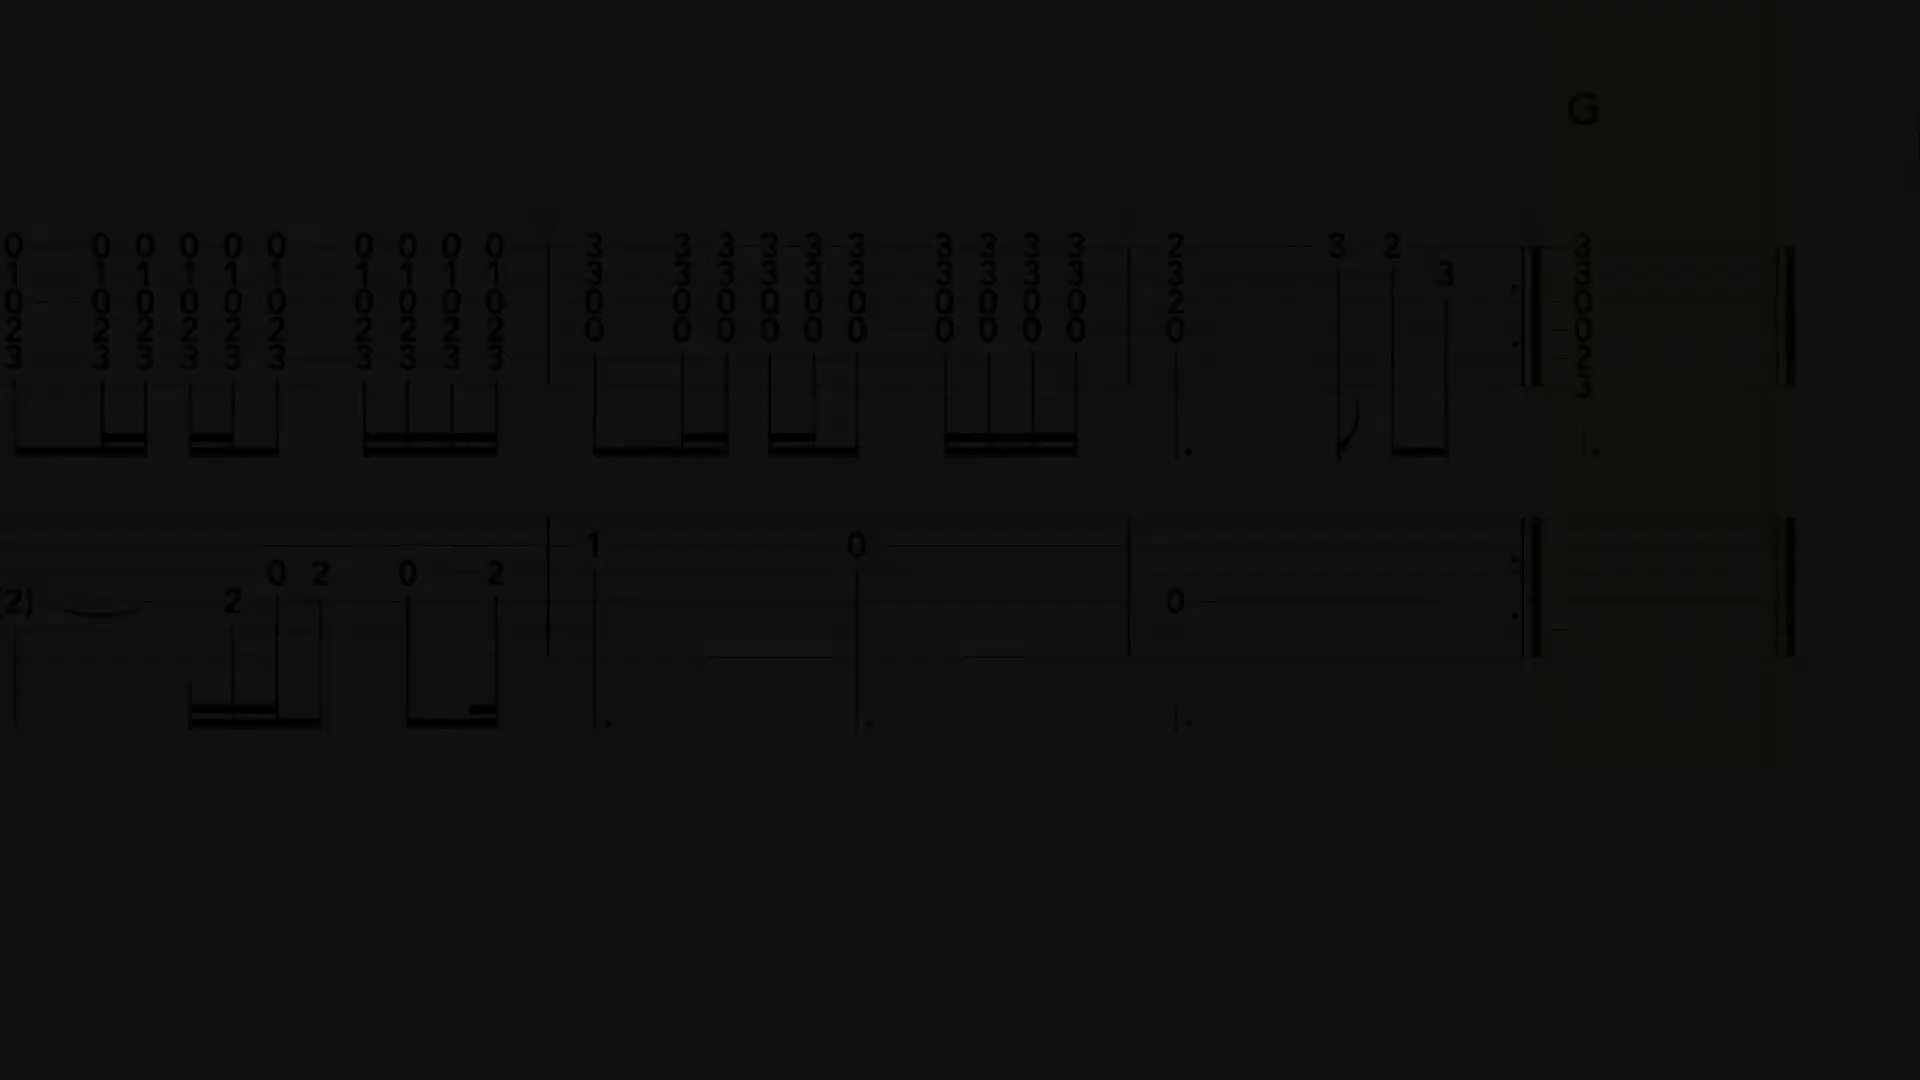 G
0 0 0 0 0 0 0 0 0 0 3 3 3 3 3 3 3 3 3 3 2 3 2 3
1 1 1 1 1 1 1 1 1 1 3 3 3 3 3 3 3 3 3 3 3 3 3
0 0 0 0 0 0 0 0 0 0 0 0 0 0 0 0 0 0 0 0 2 0
2 2 2 2 2 2 2 2 2 2 0 0 0 0 0 0 0 0 0 0 0 0
3 3 3 3 3 3 3 3 3 3 2
3
1 0
0 2 0 2
(2) 2 0